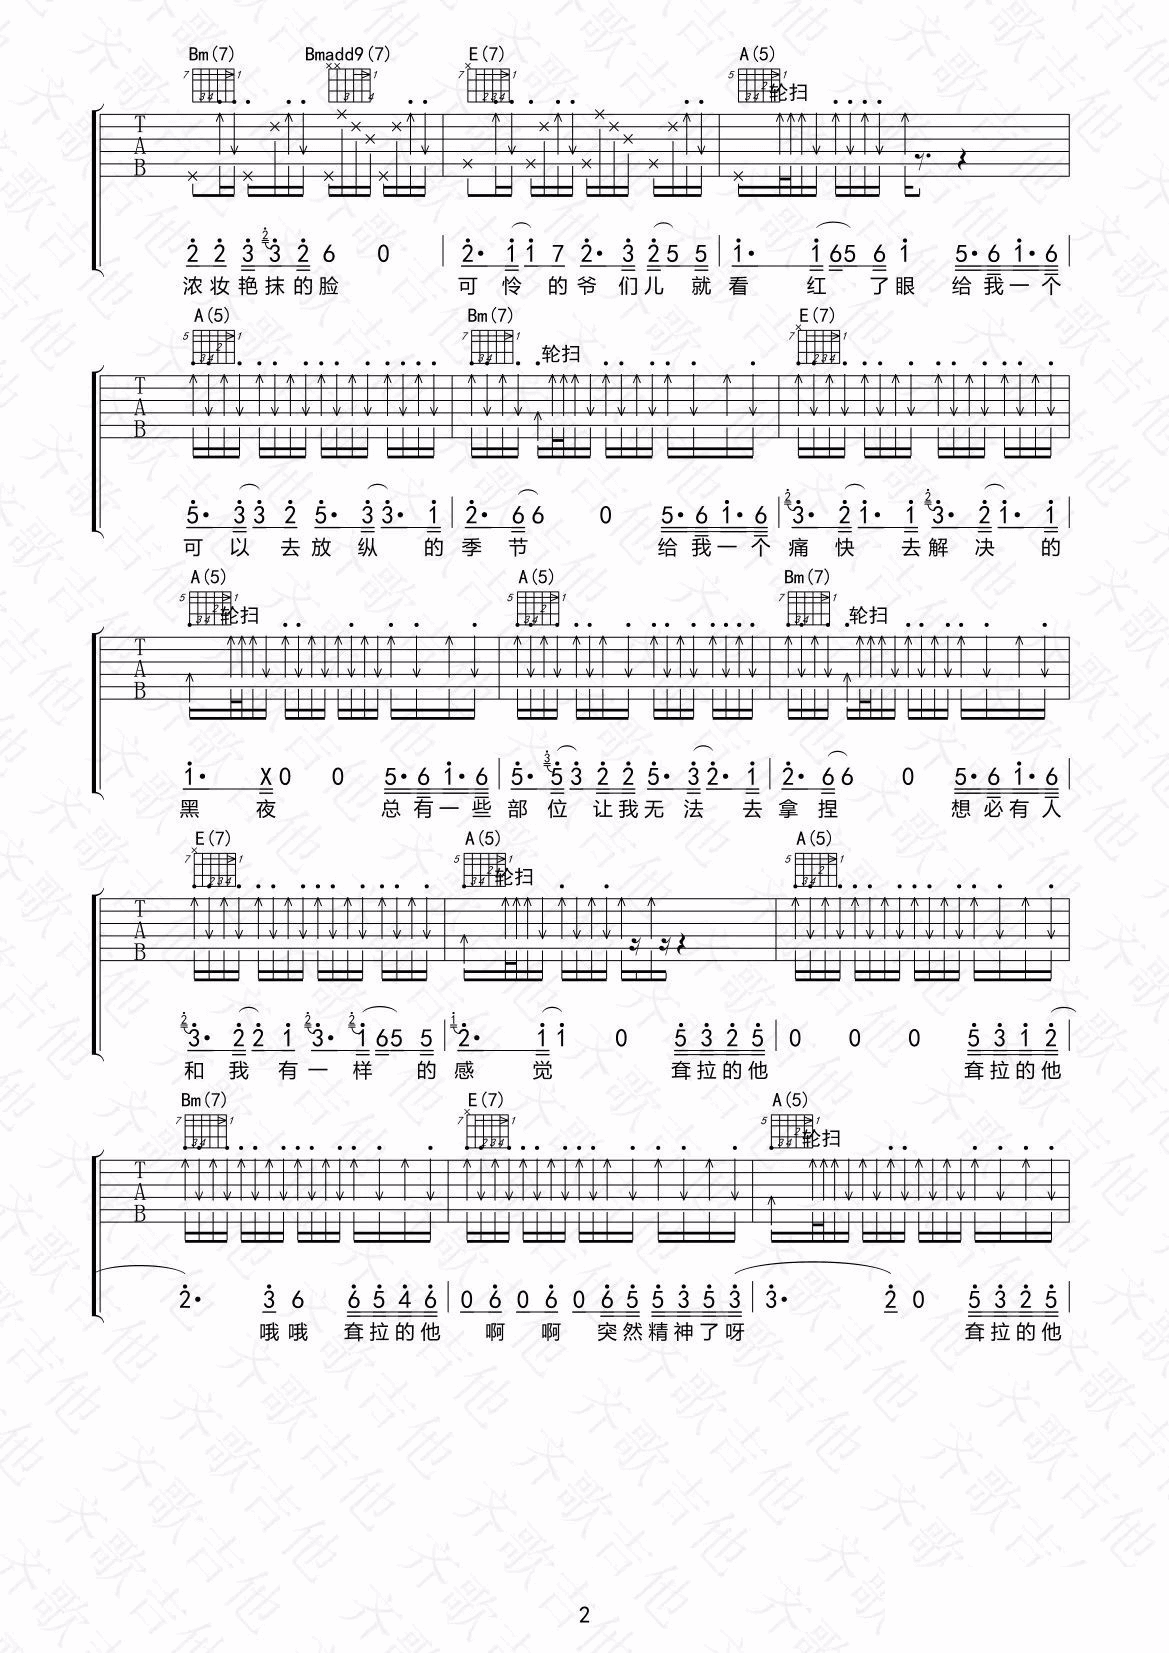 Bm(7) Bmadd9(7) E(7) A(5)
轮扫
T
A
B
2 2 3 2 3 2 6 0 2· 1 1 7 2· 3 2 5 5 1· 1 6 5 6 1 5· 6 1· 6
浓妆艳抹的脸 可怜的爷们儿就看红了眼 给我一个
A(5) Bm(7) E(7)
轮扫
T
A
B
5· 3 3 2 5· 3 3· 1 2· 6 6 0 5· 6 1· 6 2 3· 2 1· 1 2 3· 2 1· 1
可以去放纵的季节 给我一个痛快去解决的
A(5) A(5) Bm(7)
轮扫 轮扫
T
A
B
1· X 0 0 5· 6 1· 6 5· 3 5 3 2 2 5· 3 2· 1 2· 6 6 0 5· 6 1· 6
黑夜 总有一些部位让我无法去拿捏 想必有人
E(7) A(5) A(5)
轮扫
T
A
B
2 3· 2 2 1 2 3· 2 1 6 5 5 1 2· 1 1 0 5 3 2 5 0 0 0 5 3 1 2
和我有一样的感觉 耷拉的他 耷拉的他
Bm(7) E(7) A(5)
轮扫
T
A
B
2· 3 6 6 5 4 6 0 6 0 6 0 6 5 5 3 5 3 3· 2 0 5 3 2 5
哦哦 耷拉的他 啊 啊 突然精神了呀 耷拉的他
2